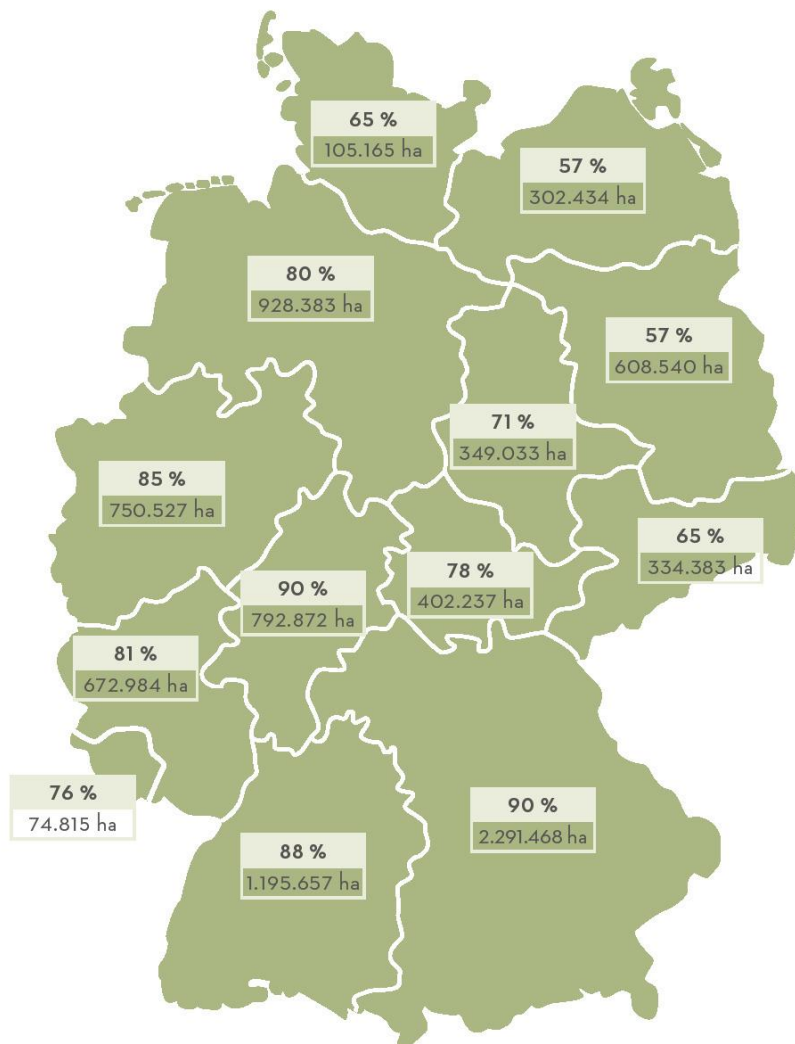 65 %
105.165 ha
57 %
302.434 ha
80 %
928.383 ha
57 %
608.540 ha
71 %
349.033 ha
85 %
750.527 ha
65 %
334.383 ha
78 %
402.237 ha
90 %
792.872 ha
81 %
672.984 ha
76 %
74.815 ha
90 %
2.291.468 ha
88 %
1.195.657 ha